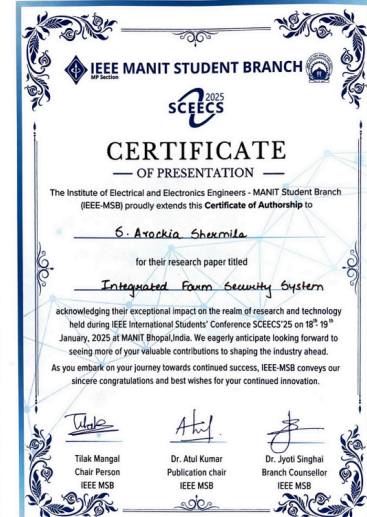 IEEE MANIT STUDENT BRANCH
MP Section
2025
SCEECS
CERTIFICATE
OF PRESENTATION
The Institute of Electrical and Electronics Engineers - MANIT Student Branch
(IEEE-MSB) proudly extends this Certificate of Authorship to
S. Arockia Shermila
for their research paper titled
Integrated Farm Security System
acknowledging their exceptional impact on the realm of research and technology
held during IEEE International Students' Conference SCEECS'25 on 18th 19th
January, 2025 at MANIT Bhopal,India. We eagerly anticipate looking forward to
seeing more of your valuable contributions to shaping the industry ahead.
As you embark on your journey towards continued success, IEEE-MSB conveys our
sincere congratulations and best wishes for your continued innovation.
Tilak
Atul
Tilak Mangal Dr. Atul Kumar Dr. Jyoti Singhai
Chair Person Publication chair Branch Counsellor
IEEE MSB IEEE MSB IEEE MSB